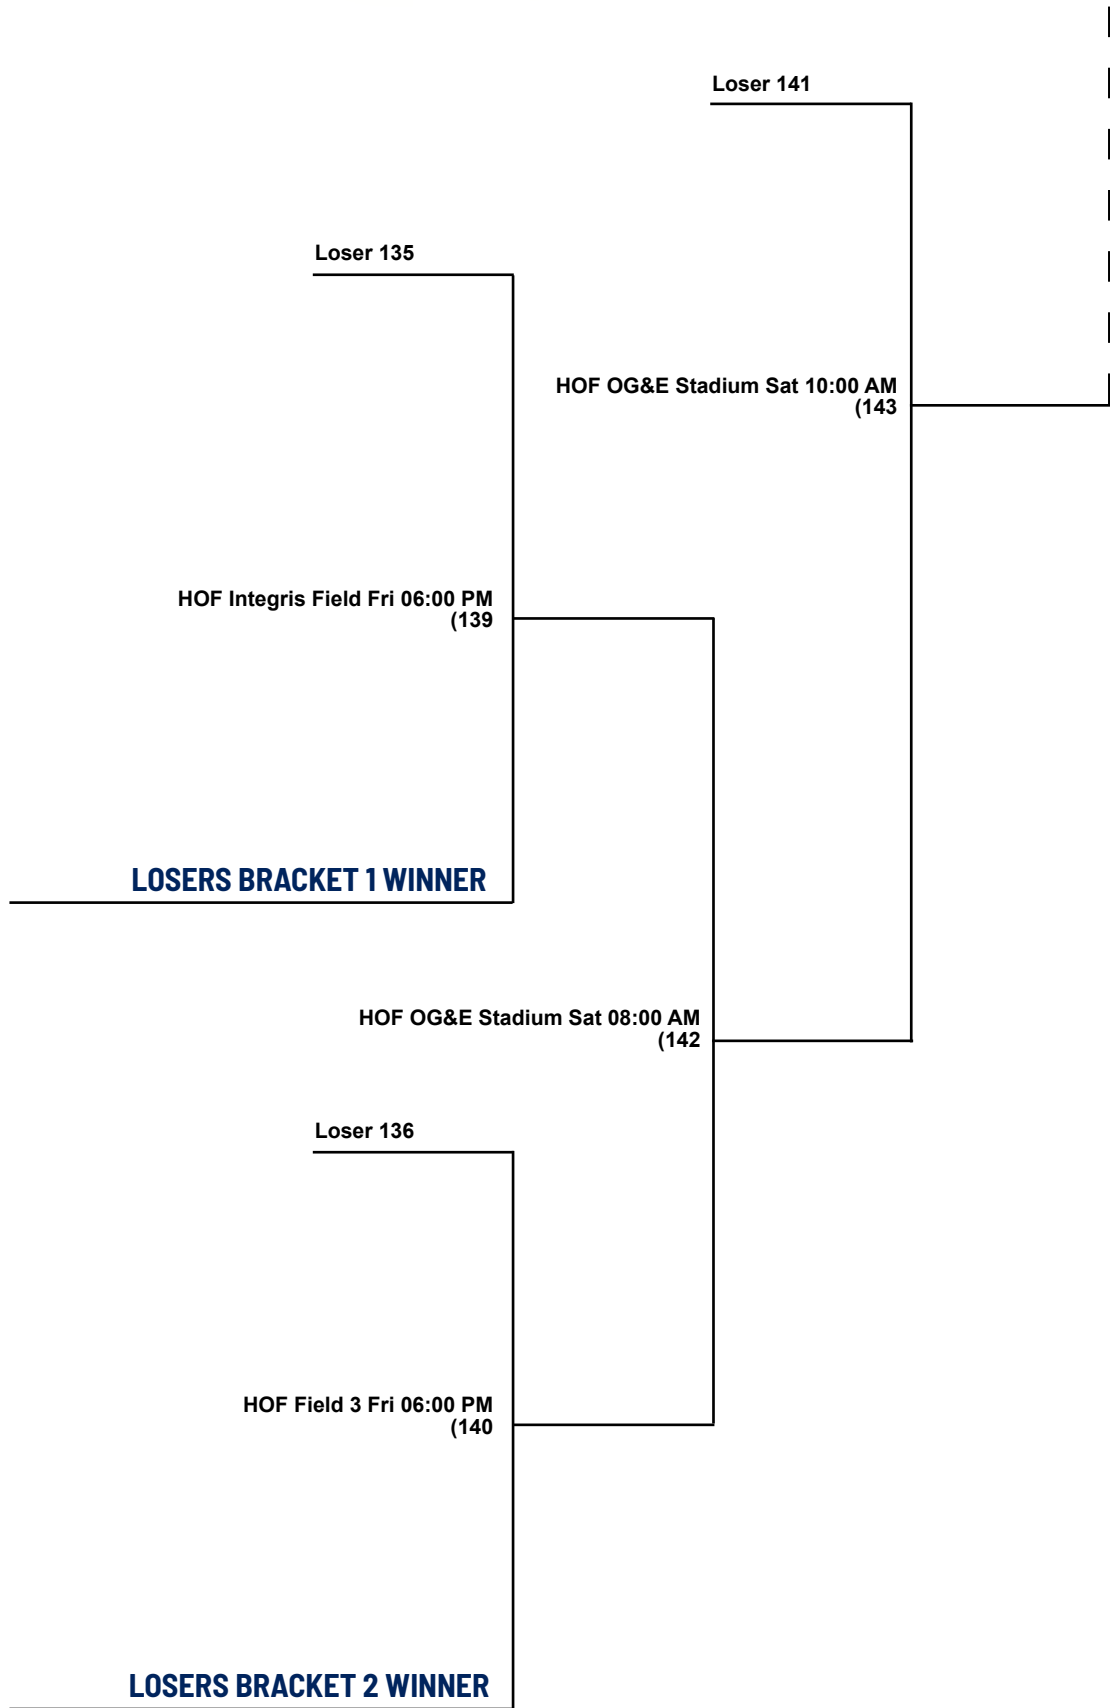 Loser 141
Loser 135
HOF OG&E Stadium Sat 10:00 AM
(143
HOF Integris Field Fri 06:00 PM
(139
LOSERS BRACKET 1 WINNER
HOF OG&E Stadium Sat 08:00 AM
(142
Loser 136
HOF Field 3 Fri 06:00 PM
(140
LOSERS BRACKET 2 WINNER